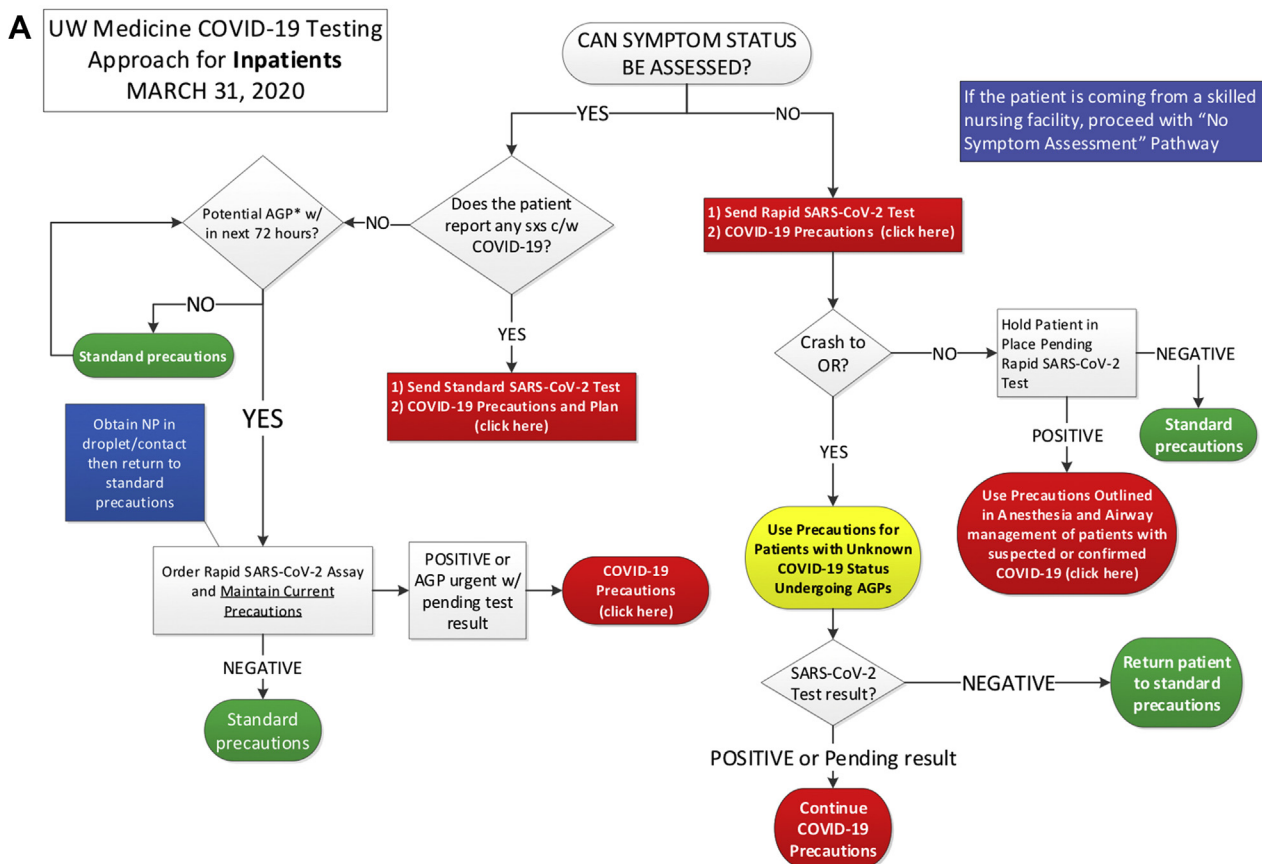 A
UW Medicine COVID-19 Testing
Approach for Inpatients
MARCH 31, 2020
CAN SYMPTOM STATUS
BE ASSESSED?
If the patient is coming from a skilled
nursing facility, proceed with “No
Symptom Assessment” Pathway
YES
NO
Does the patient
report any sxs c/w
COVID-19?
NO
Potential AGP* w/
in next 72 hours?
NO
Standard precautions
YES
1) Send Standard SARS-CoV-2 Test
2) COVID-19 Precautions and Plan
(click here)
YES
Obtain NP in
droplet/contact
then return to
standard
precautions
Order Rapid SARS-CoV-2 Assay
and Maintain Current
Precautions
POSITIVE or
AGP urgent w/
pending test
result
COVID-19
Precautions
(click here)
NEGATIVE
Standard
precautions
1) Send Rapid SARS-CoV-2 Test
2) COVID-19 Precautions (click here)
Crash to
OR?
NO
Hold Patient in
Place Pending
Rapid SARS-CoV-2
Test
NEGATIVE
Standard
precautions
POSITIVE
Use Precautions Outlined
in Anesthesia and Airway
management of patients with
suspected or confirmed
COVID-19 (click here)
YES
Use Precautions for
Patients with Unknown
COVID-19 Status
Undergoing AGPs
SARS-CoV-2
Test result?
NEGATIVE
Return patient
to standard
precautions
POSITIVE or Pending result
Continue
COVID-19
Precautions